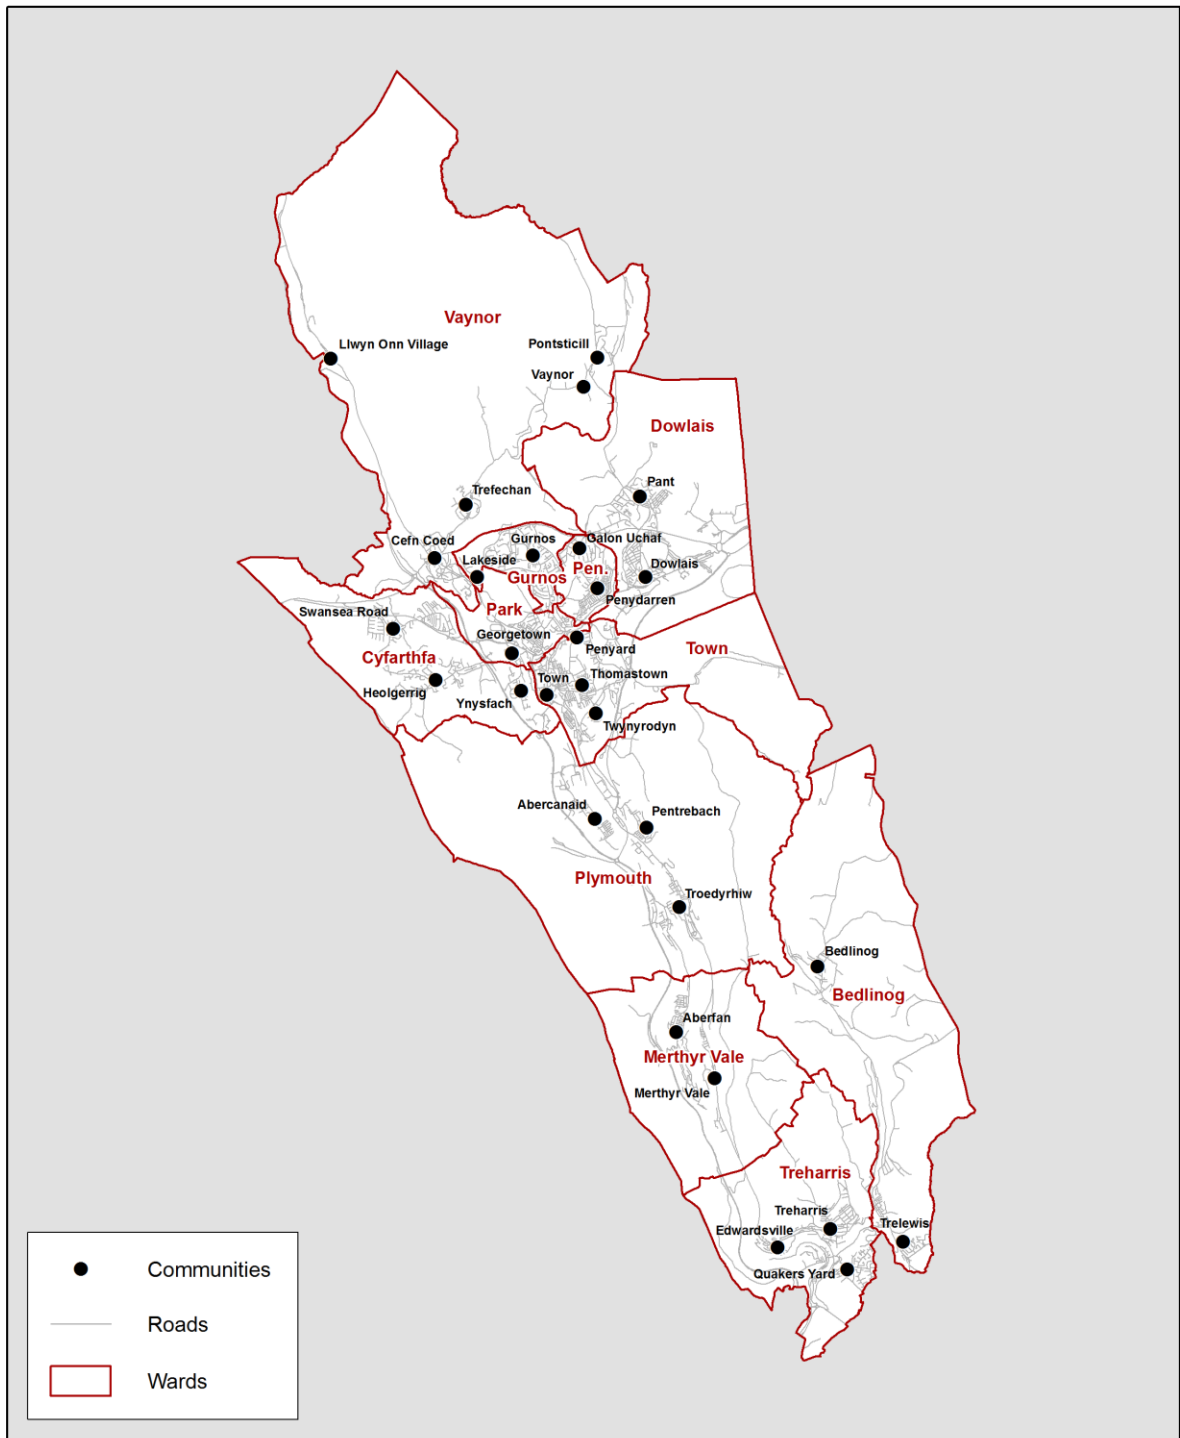 Vaynor
Llwyn Onn Village
Pontsticill
Vaynor
Dowlais
Pant
Trefechan
Cefn Coed
Gurnos
Galon Uchaf
Lakeside
Gurnos
Pen.
Dowlais
Penydarren
Park
Swansea Road
Georgetown
Penyard
Town
Cyfarthfa
Heolgerrig
Ynysfach
Town
Thomastown
Twynyrodyn
Abercanaid
Pentrebach
Plymouth
Troedyrhiw
Bedlinog
Bedlinog
Aberfan
Merthyr Vale
Merthyr Vale
Treharris
Treharris
Edwardsville
Trelewis
Quakers Yard
Communities
Roads
Wards